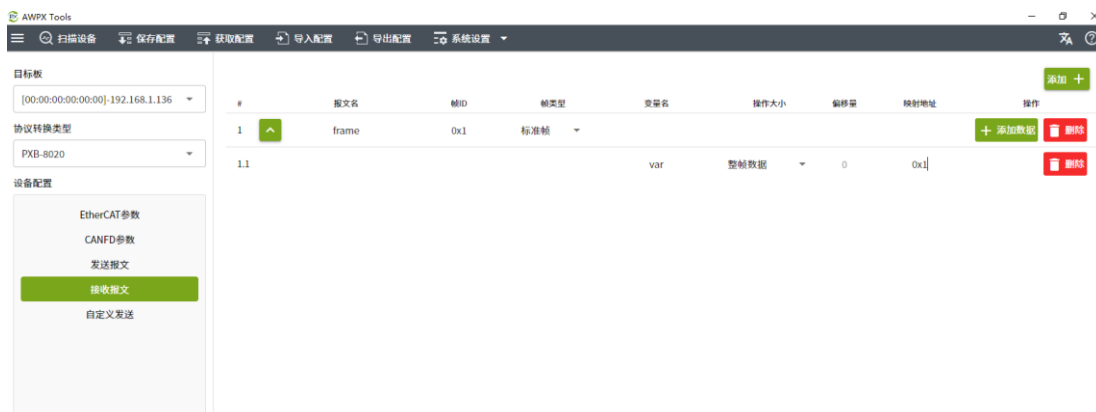 AWPX Tools
扫描设备 保存配置 获取配置 导入配置 导出配置 系统设置
目标板
[00:00:00:00:00:00]-192.168.1.136
协议转换类型
PXB-8020
设备配置
EtherCAT参数
CANFD参数
发送报文
接收报文
自定义发送
添加 +
# 报文名 帧ID 帧类型 变量名 操作大小 偏移量 映射地址 操作
1 frame 0x1 标准帧 + 添加数据 删除
1.1 var 整帧数据 0 0x1 删除